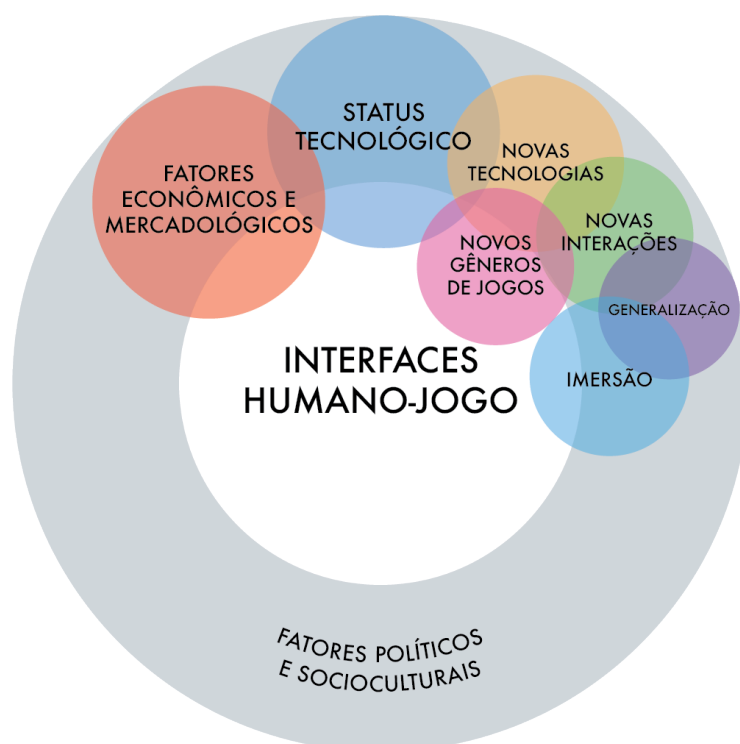 STATUS
TECNOLÓGICO
FATORES
ECONÔMICOS E
MERCADOLÓGICOS
NOVAS
TECNOLOGIAS
NOVAS
INTERAÇÕES
NOVOS
GÊNEROS
DE JOGOS
GENERALIZAÇÃO
IMERSÃO
INTERFACES
HUMANO-JOGO
FATORES POLÍTICOS
E SOCIOCULTURAIS